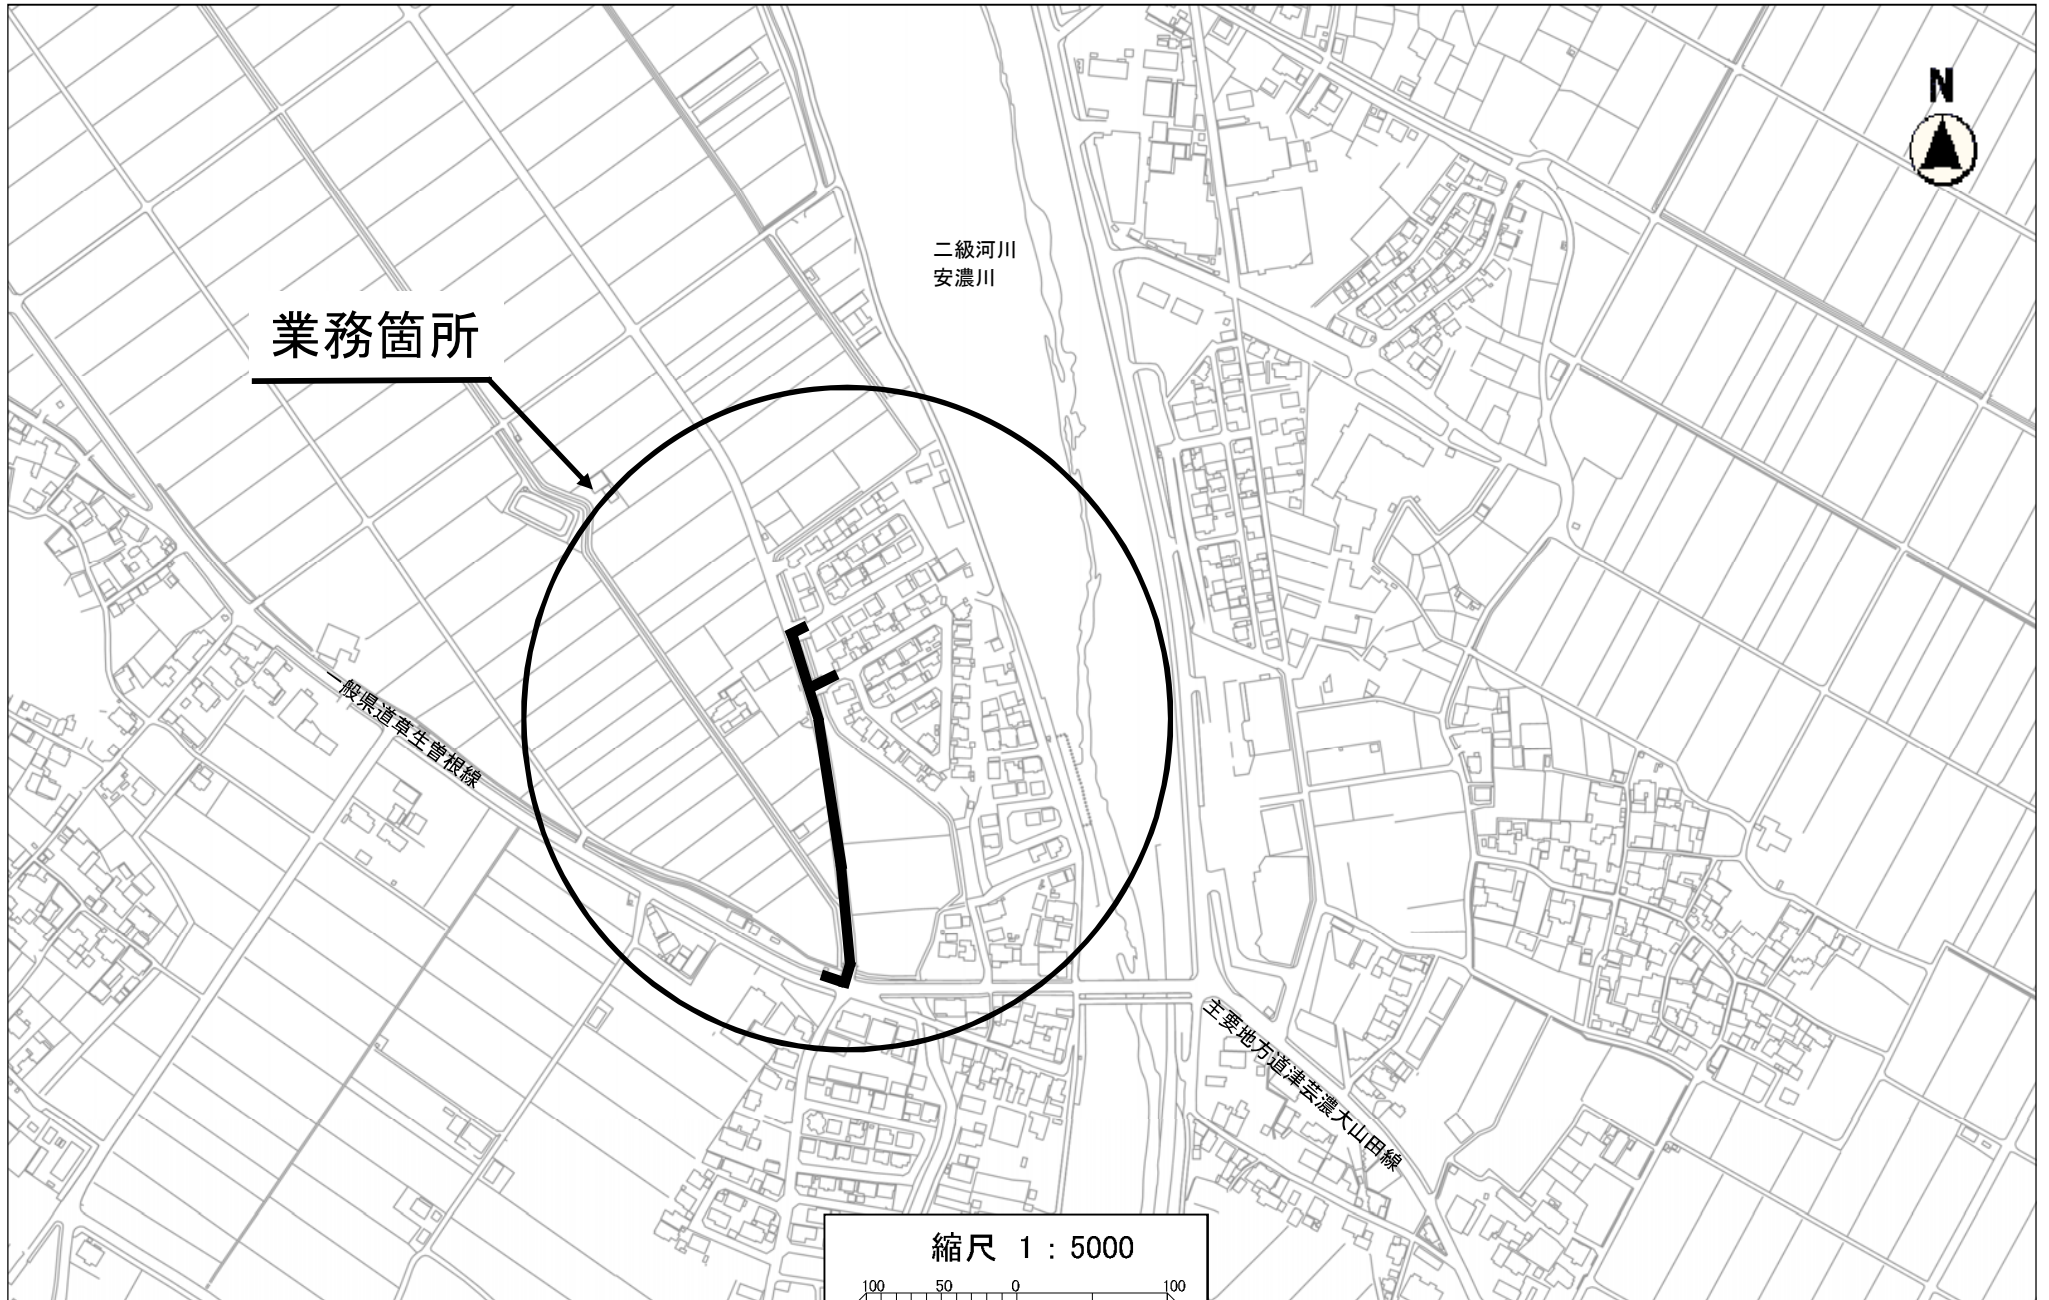 N
二級河川
安濃川
業務箇所
一般県道草生曽根線
主要地方道津芸濃大山田線
縮尺 1:5000
100 50 0 100